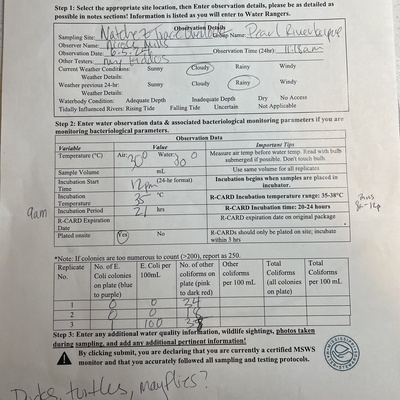 Step 1: Select the appropriate site location, then Enter observation details, please be as detailed as
possible in notes sections! Information is listed as you will enter to Water Rangers.
Observation Details
Sampling Site: Natchez Trace Name: Pearl River
Observer Name:
Observation Date: 6-5-25 Observation Time (24hr): 11:18am
Other Testers: my kiddos
Current Weather Conditions: Sunny Cloudy Rainy Windy
Weather Details:
Weather previous 24-hr: Sunny Cloudy Rainy Windy
Weather Details:
Waterbody Condition: Adequate Depth Inadequate Depth Dry No Access
Tidally Influenced Rivers: Rising Tide Falling Tide Uncertain Not Applicable
Step 2: Enter water observation data & associated bacteriological monitoring parameters if you are
monitoring bacteriological parameters.
Observation Data
Variable Value Important Tips
Temperature (°C) Air: 30 Water: 30 Measure air temp before water temp. Read with bulb
submerged if possible. Don't touch bulb.
Sample Volume mL Use same volume for all replicates
Incubation Start
Time 12pm (24-hr format) Incubation begins when samples are placed in
incubator.
Incubation
Temperature 35 °C R-CARD Incubation temperature range: 35-38°C
9am Incubation Period 21 hrs R-CARD Incubation time: 20-24 hours
R-CARD Expiration
Date R-CARD expiration date on original package
Plated onsite Yes No R-CARDs should only be plated on site; incubate
within 3 hrs
*Note: If colonies are too numerous to count (>200), report as 250.
Replicate
No. No. of E.
Coli colonies
on plate (blue
to purple) E. Coli per
100mL No. of other
coliforms on
plate (pink
to dark red) Other
coliforms
per 100 mL Total
Coliforms
(all colonies
on plate) Total
Coliforms
per 100 mL
1 0 0 24
2 0 0 18
3 100
Step 3: Enter any additional water quality information, wildlife sightings, photos taken
during sampling, and add any additional pertinent information!
By clicking submit, you are declaring that you are currently a certified MSWS
monitor and that you accurately followed all sampling and testing protocols.
Ducks, turtles, mayflies?